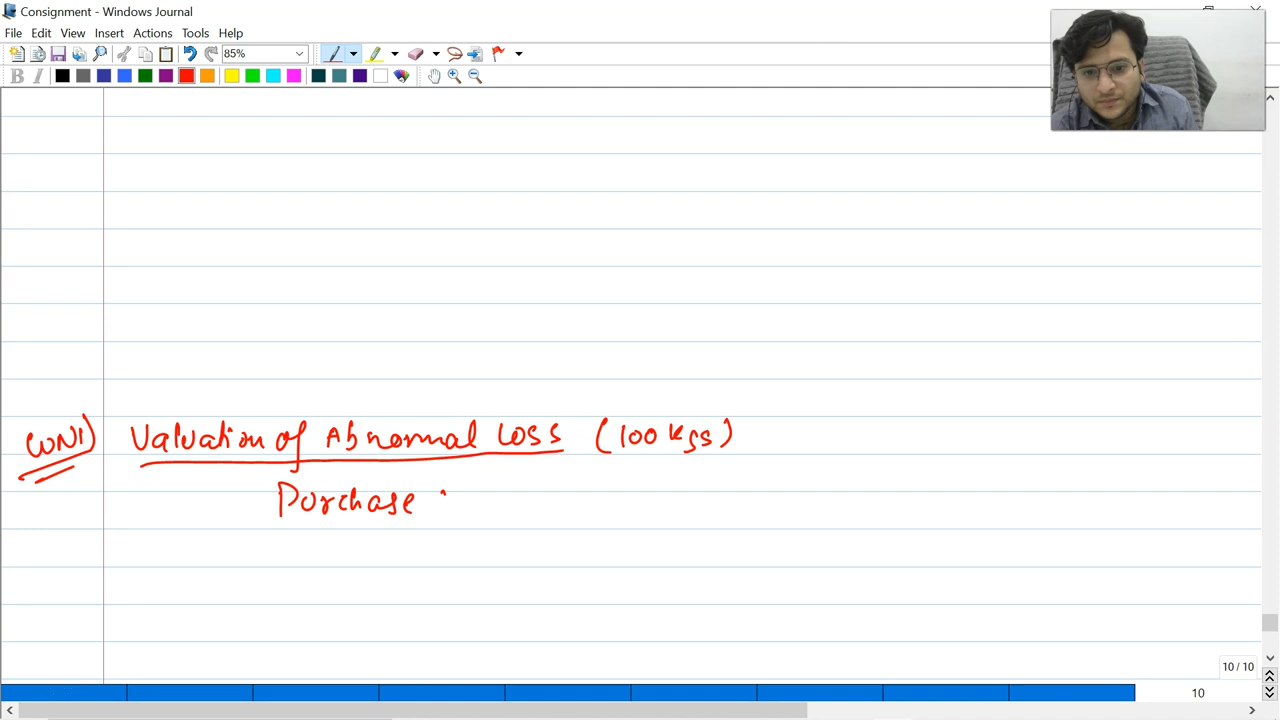 Consignment - Windows Journal
File Edit View Insert Actions Tools Help
85%
B I
WN1) Valuation of Abnormal Loss (100 Kgs)
Purchase
10 / 10
10